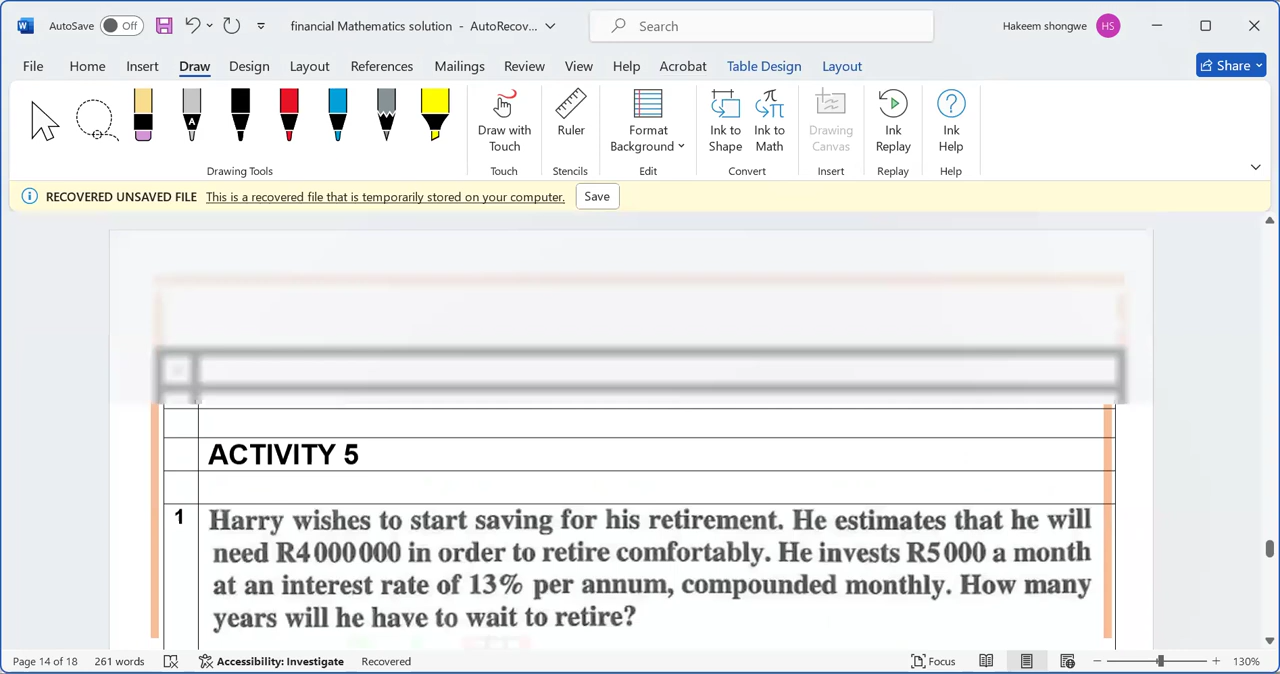 AutoSave Off financial Mathematics solution - AutoRecov... Search Hakeem shongwe HS
File Home Insert Draw Design Layout References Mailings Review View Help Acrobat Table Design Layout Share
A
Draw with Touch Ruler Format Background Ink to Shape Ink to Math Drawing Canvas Ink Replay Ink Help
Drawing Tools Touch Stencils Edit Convert Insert Replay Help
RECOVERED UNSAVED FILE This is a recovered file that is temporarily stored on your computer. Save
ACTIVITY 5
1 Harry wishes to start saving for his retirement. He estimates that he will
need R4 000 000 in order to retire comfortably. He invests R5 000 a month
at an interest rate of 13% per annum, compounded monthly. How many
years will he have to wait to retire?
Page 14 of 18 261 words Accessibility: Investigate Recovered Focus 130%